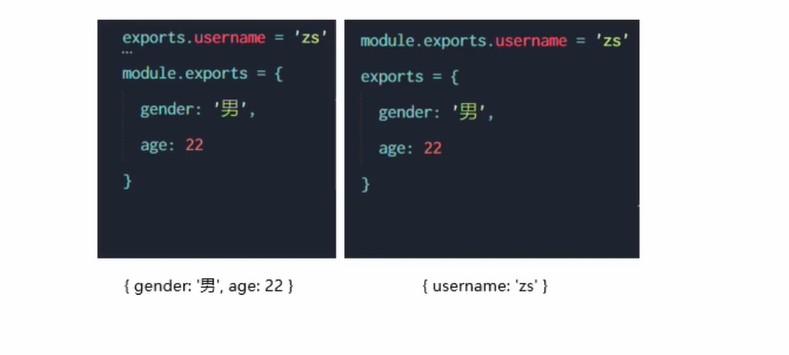 exports.username = 'zs'
module.exports = {
gender: '男',
age: 22
}
module.exports.username = 'zs'
exports = {
gender: '男',
age: 22
}
{ gender: '男', age: 22 }
{ username: 'zs' }